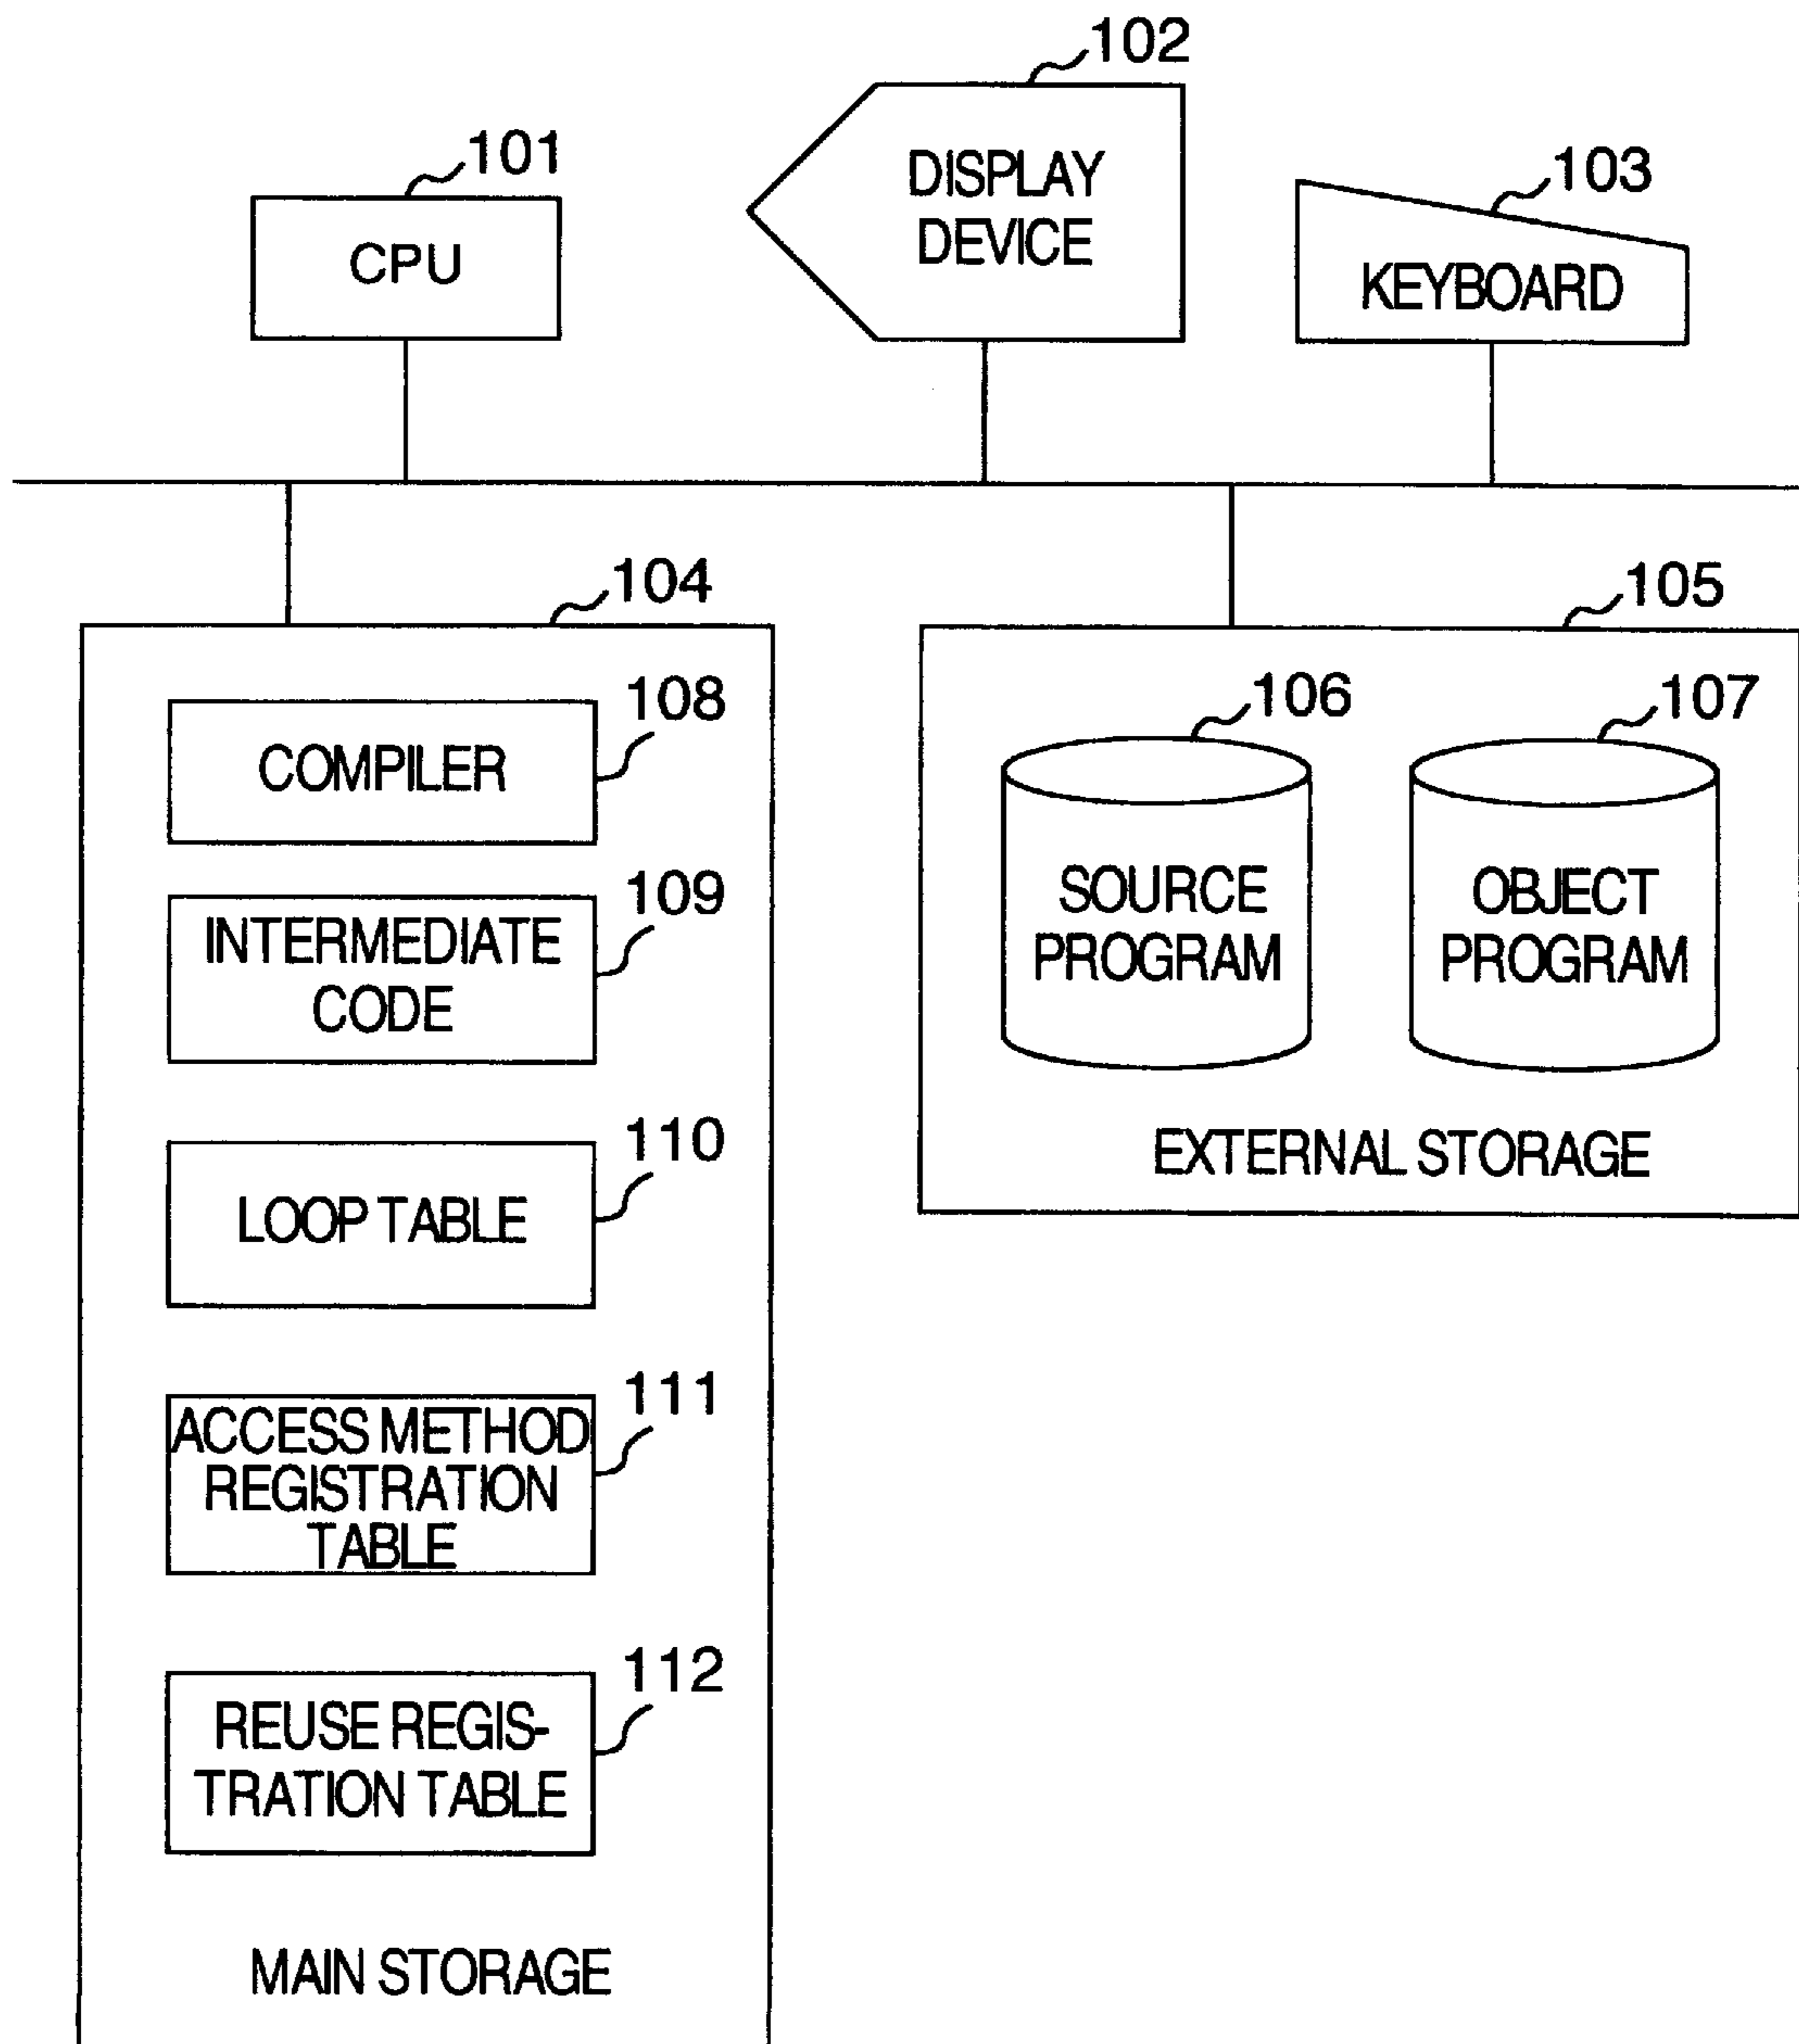 102
101
DISPLAY
DEVICE
103
CPU
KEYBOARD
104
105
108
COMPILER
106
107
109
INTERMEDIATE
CODE
SOURCE
PROGRAM
OBJECT
PROGRAM
110
LOOP TABLE
EXTERNAL STORAGE
111
ACCESS METHOD
REGISTRATION
TABLE
112
REUSE REGIS-
TRATION TABLE
MAIN STORAGE